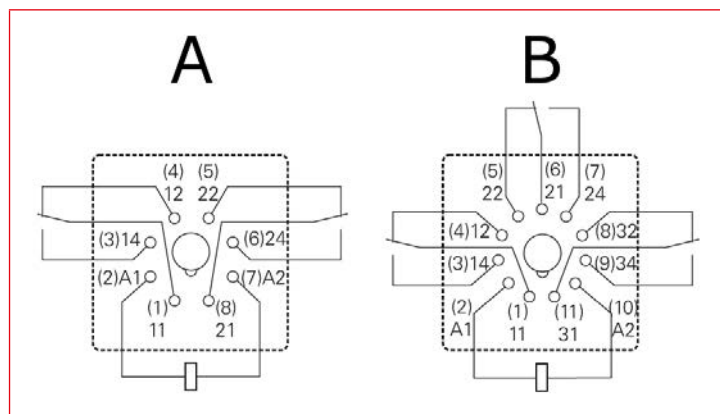 A
B
(4) (5)
12 22
(3)14 (6)24
(2)A1 (7)A2
(1) (8)
11 21
(6)
(5) 21 (7)
22 24
(4)12 (8)32
(3)14 (9)34
(2) (1) (11) (10)
A1 11 31 A2